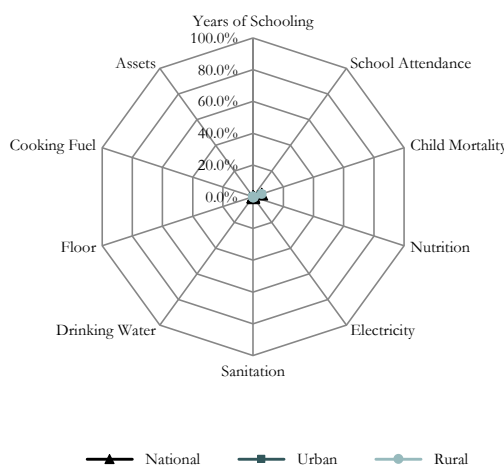 Years of Schooling
100.0%
Assets
School Attendance
80.0%
60.0%
Cooking Fuel
Child Mortality
40.0%
20.0%
0.0%
Floor
Nutrition
Drinking Water
Electricity
Sanitation
National
Urban
Rural